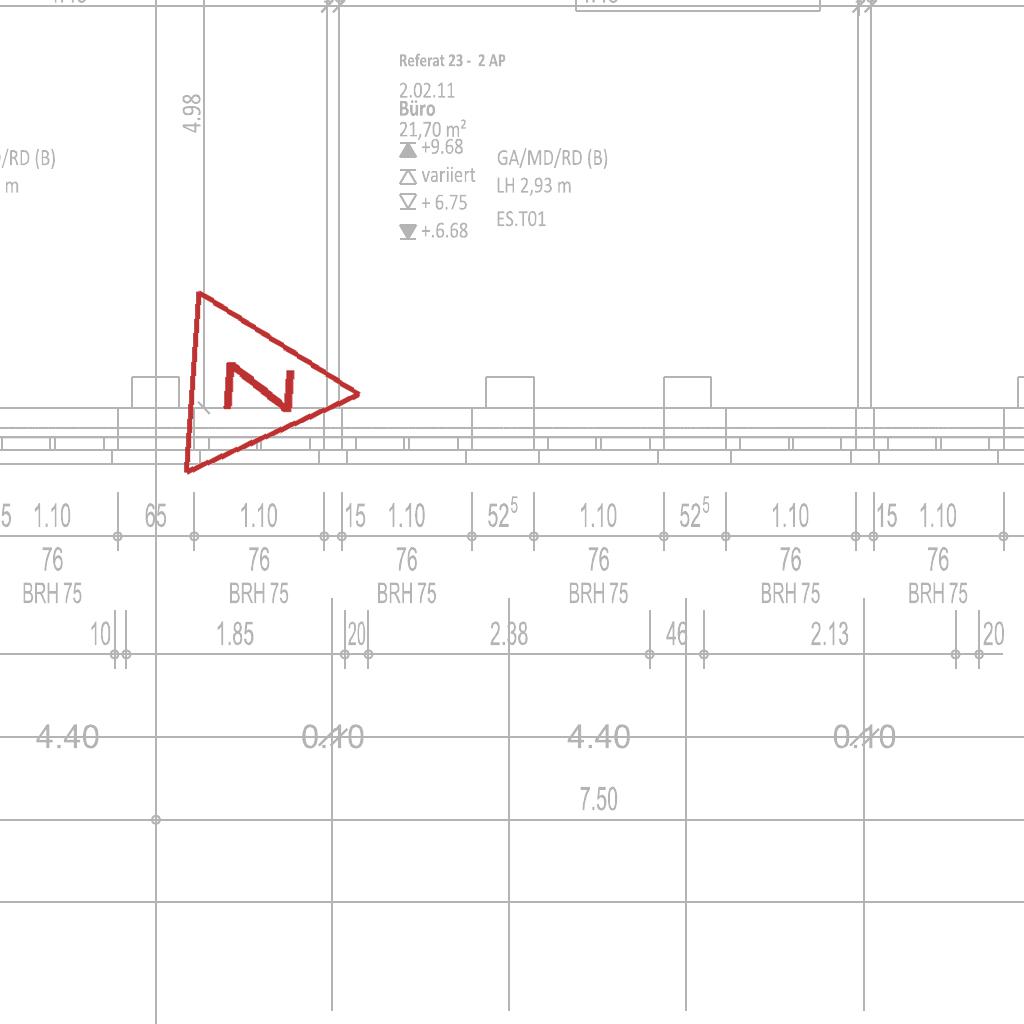 4.98
Referat 23 - 2 AP
2.02.11
Büro
21,70 m²
+9.68
variiert
+ 6.75
+.6.68
GA/MD/RD (B)
LH 2,93 m
ES.T01
/RD (B)
m
N
5 1.10 65 1.10 15 1.10 52⁵ 1.10 52⁵ 1.10 15 1.10
76 76 76 76 76 76
BRH 75 BRH 75 BRH 75 BRH 75 BRH 75 BRH 75
10 1.85 20 2.38 46 2.13 20
4.40 0.10 4.40 0.10
7.50